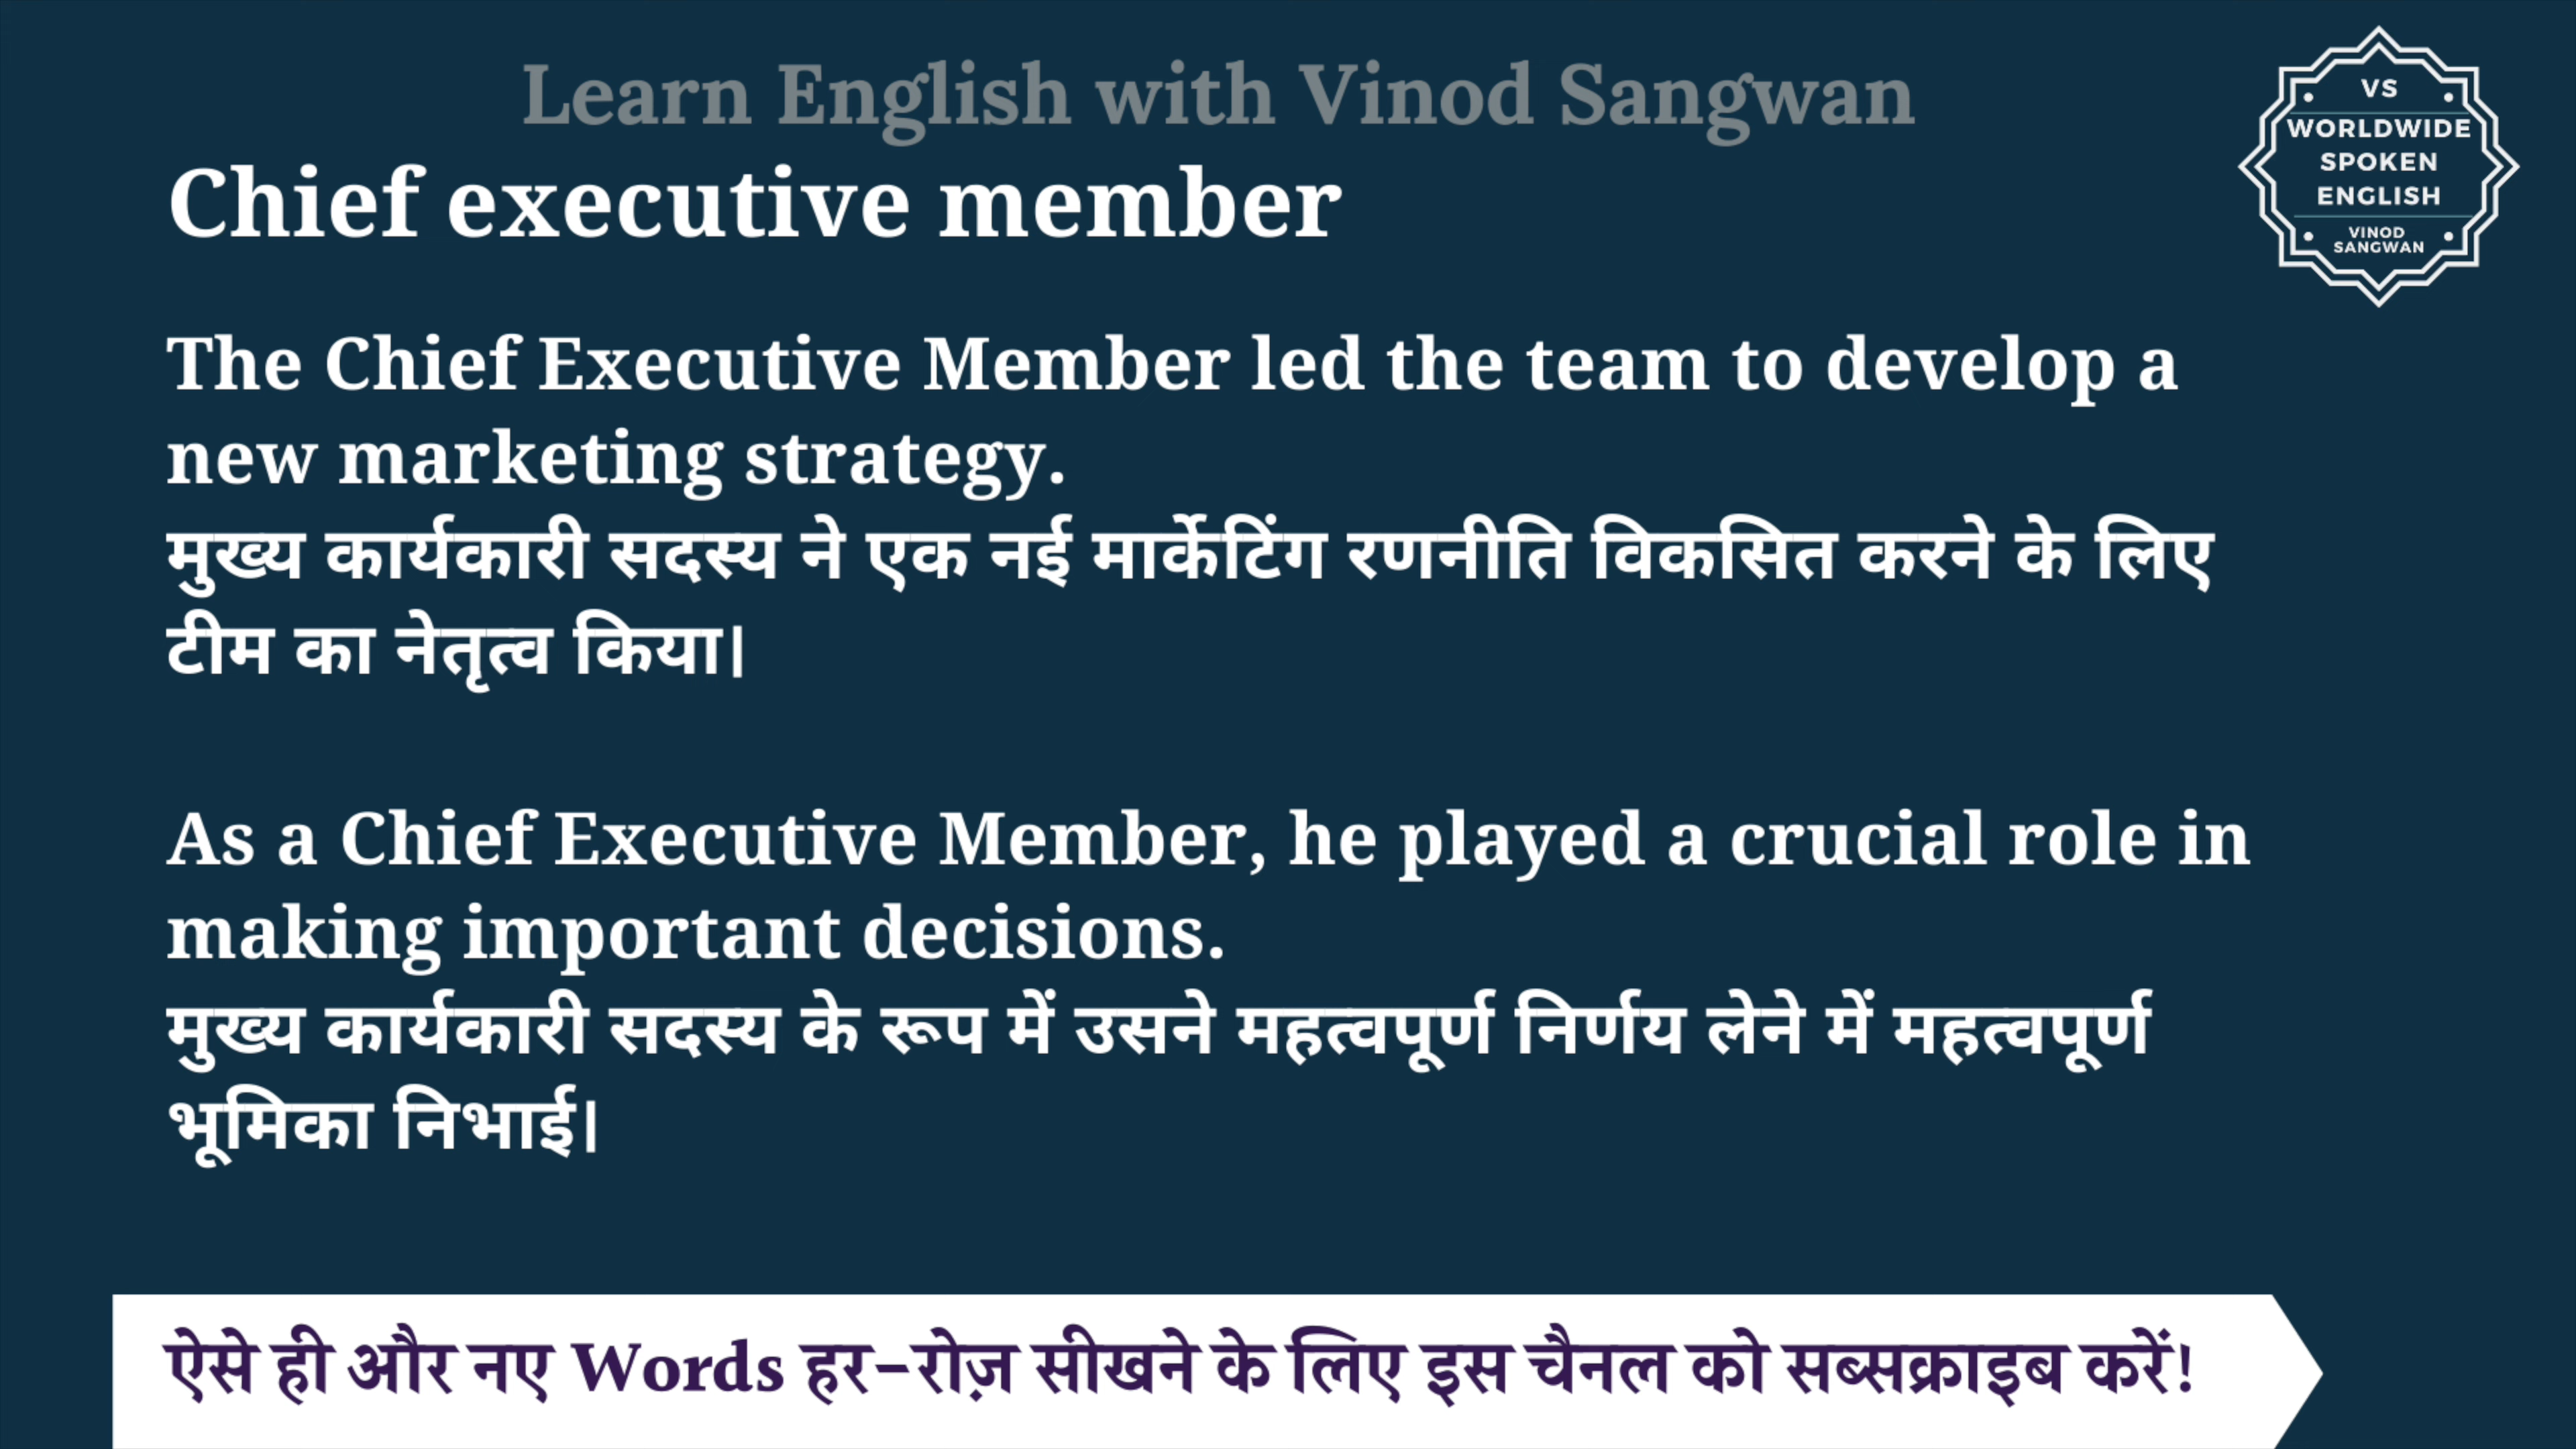 Learn English with Vinod Sangwan
VS
WORLDWIDE
SPOKEN
ENGLISH
VINOD
SANGWAN
Chief executive member
The Chief Executive Member led the team to develop a
new marketing strategy.
मुख्य कार्यकारी सदस्य ने एक नई मार्केटिंग रणनीति विकसित करने के लिए
टीम का नेतृत्व किया।
As a Chief Executive Member, he played a crucial role in
making important decisions.
मुख्य कार्यकारी सदस्य के रूप में उसने महत्वपूर्ण निर्णय लेने में महत्वपूर्ण
भूमिका निभाई।
ऐसे ही और नए Words हर-रोज़ सीखने के लिए इस चैनल को सब्सक्राइब करें!